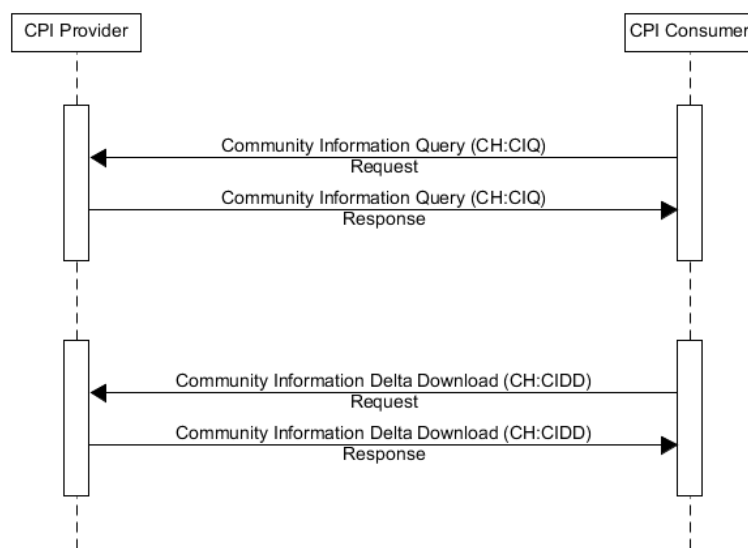 CPI Provider
CPI Consumer
Community Information Query (CH:CIQ)
Request
Community Information Query (CH:CIQ)
Response
Community Information Delta Download (CH:CIDD)
Request
Community Information Delta Download (CH:CIDD)
Response